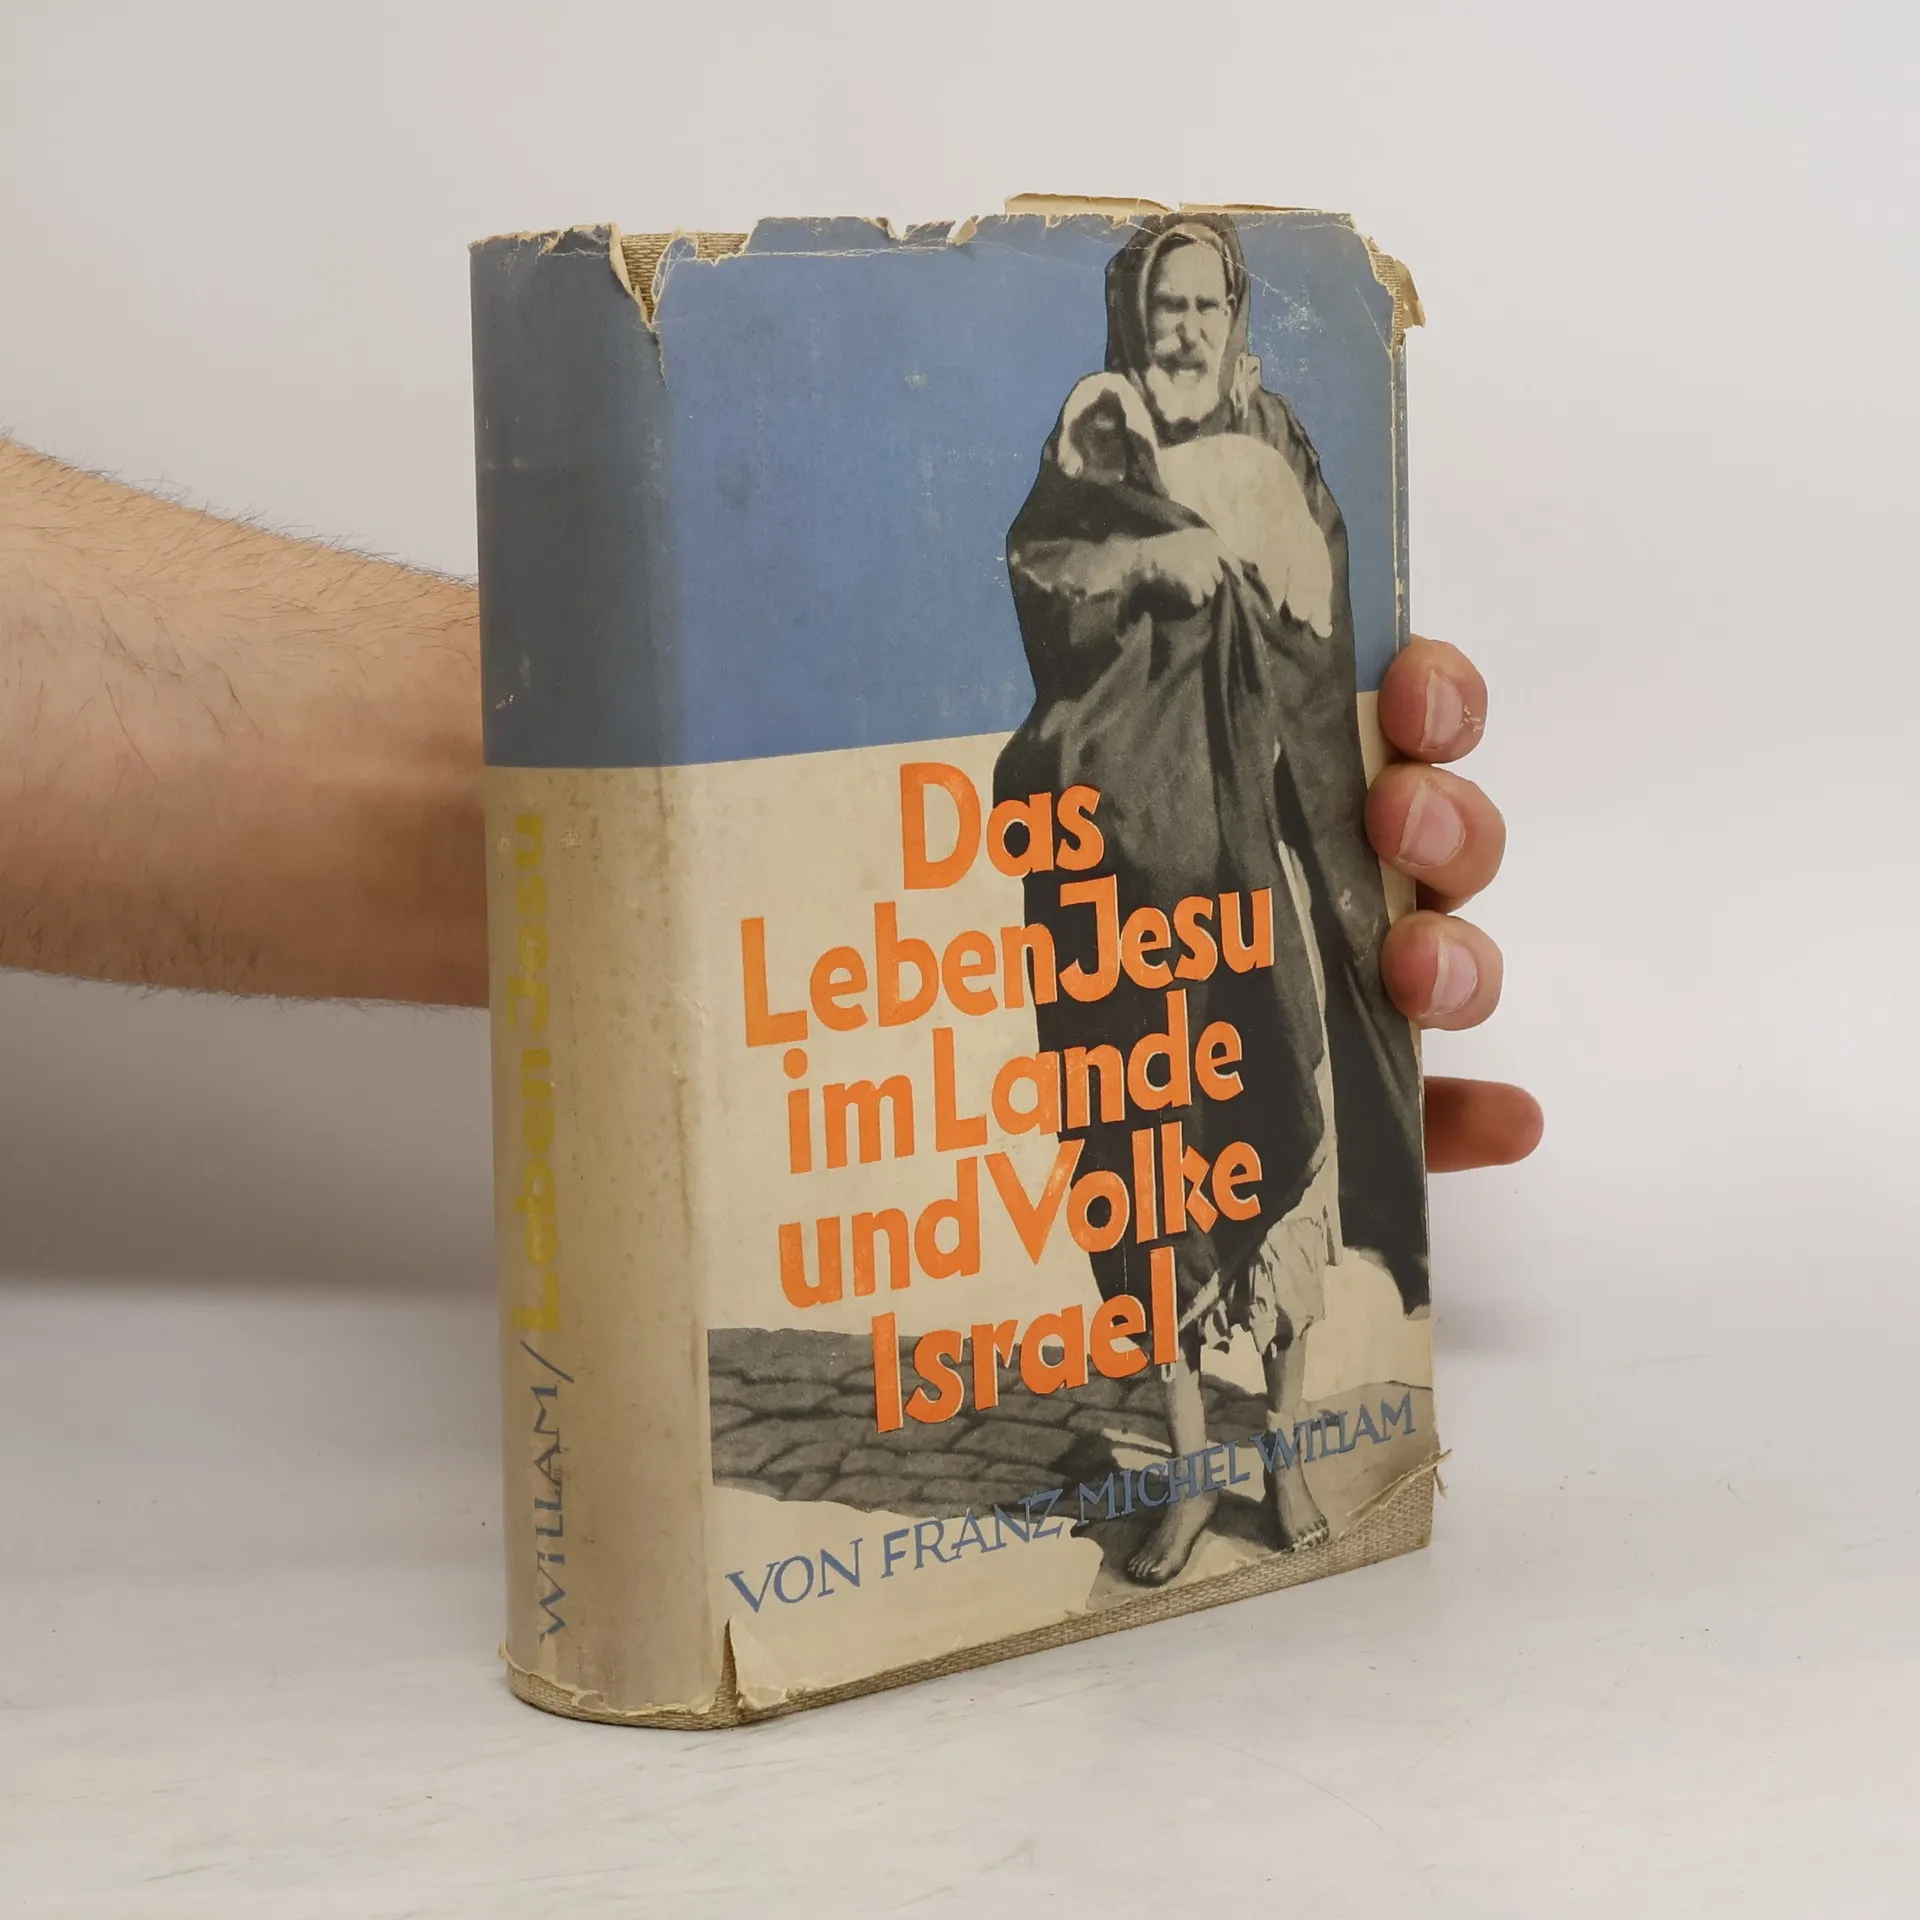 Das
Leben Jesu
im Lande
und Volke
Israel
VON FRANZ MICHEL WILLAM
WILLAM / Leben Jesu